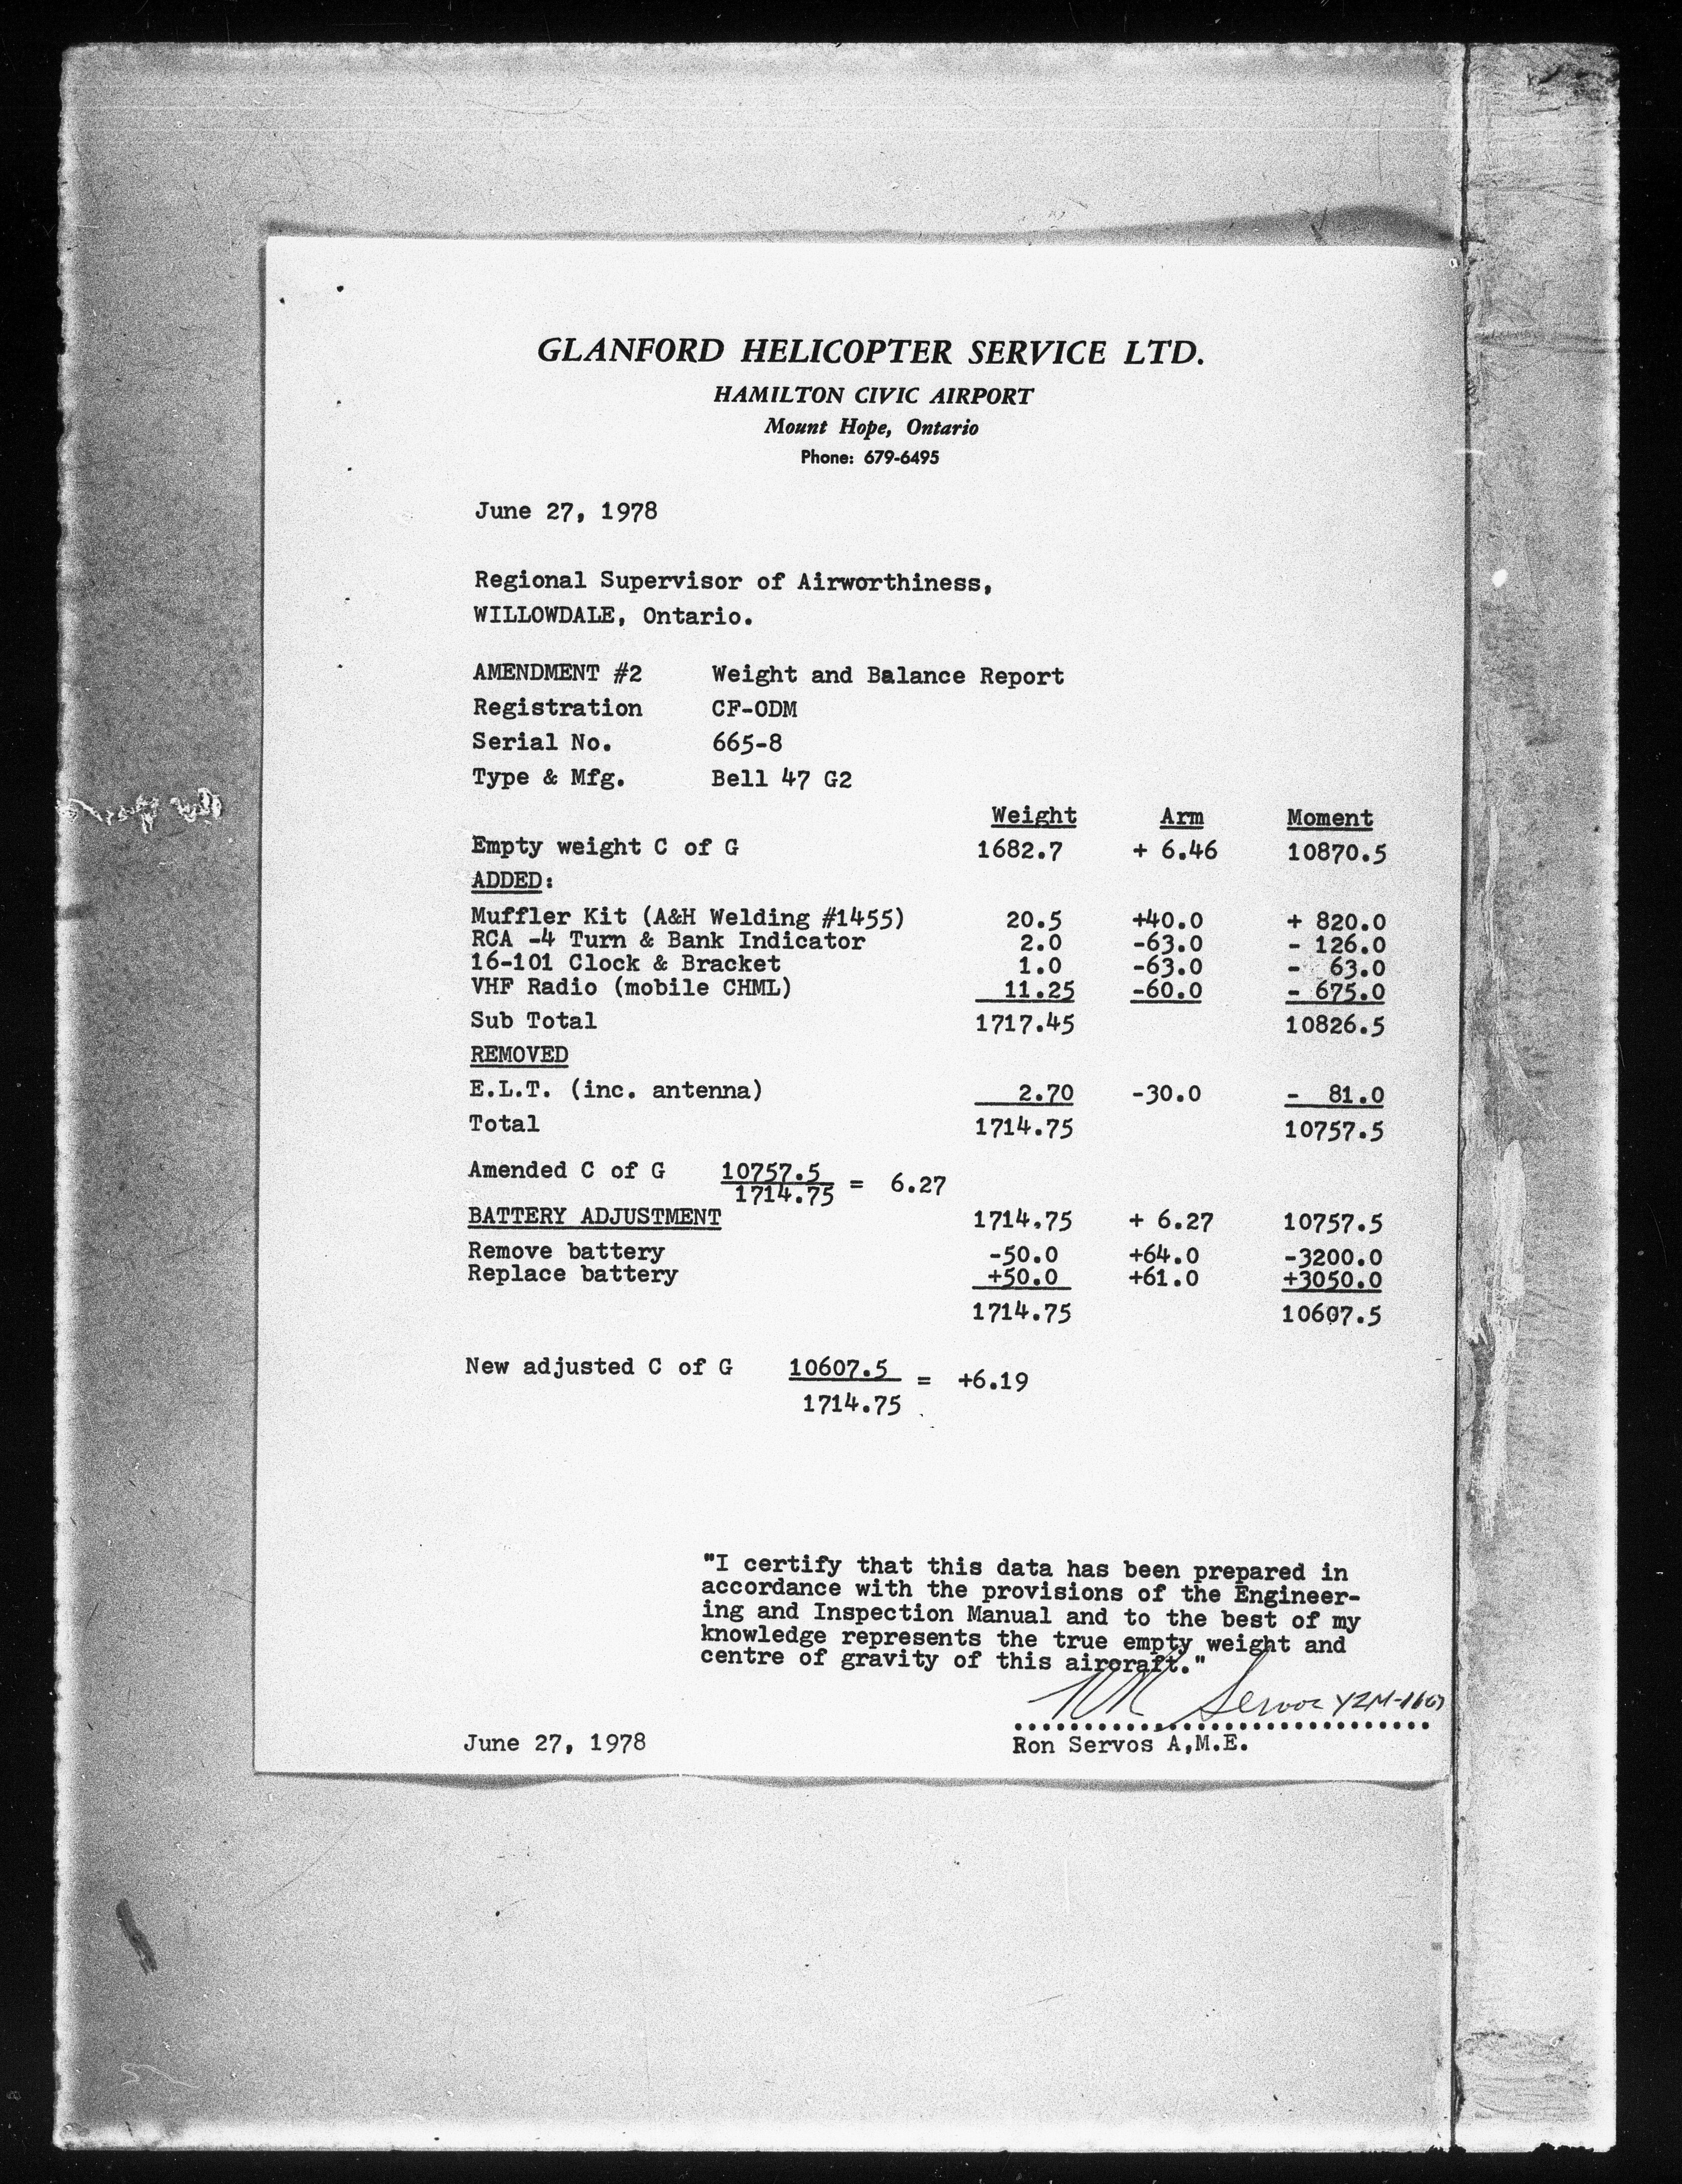 GLANFORD HELICOPTER SERVICE LTD.
HAMILTON CIVIC AIRPORT
Mount Hope, Ontario
Phone: 679-6495
June 27, 1978
Regional Supervisor of Airworthiness,
WILLOWDALE, Ontario.
AMENDMENT #2 Weight and Balance Report
Registration CF-ODM
Serial No. 665-8
Type & Mfg. Bell 47 G2
Weight Arm Moment
Empty weight C of G 1682.7 + 6.46 10870.5
ADDED:
Muffler Kit (A&H Welding #1455) 20.5 +40.0 + 820.0
RCA -4 Turn & Bank Indicator 2.0 -63.0 - 126.0
16-101 Clock & Bracket 1.0 -63.0 - 63.0
VHF Radio (mobile CHML) 11.25 -60.0 - 675.0
Sub Total 1717.45 10826.5
REMOVED
E.L.T. (inc. antenna) 2.70 -30.0 - 81.0
Total 1714.75 10757.5
Amended C of G 10757.5
1714.75 = 6.27
BATTERY ADJUSTMENT 1714.75 + 6.27 10757.5
Remove battery -50.0 +64.0 -3200.0
Replace battery +50.0 +61.0 +3050.0
1714.75 10607.5
New adjusted C of G 10607.5 = +6.19
1714.75
"I certify that this data has been prepared in
accordance with the provisions of the Engineer-
ing and Inspection Manual and to the best of my
knowledge represents the true empty weight and
centre of gravity of this aircraft."
Servos YZM-
June 27, 1978 Ron Servos A,M.E.